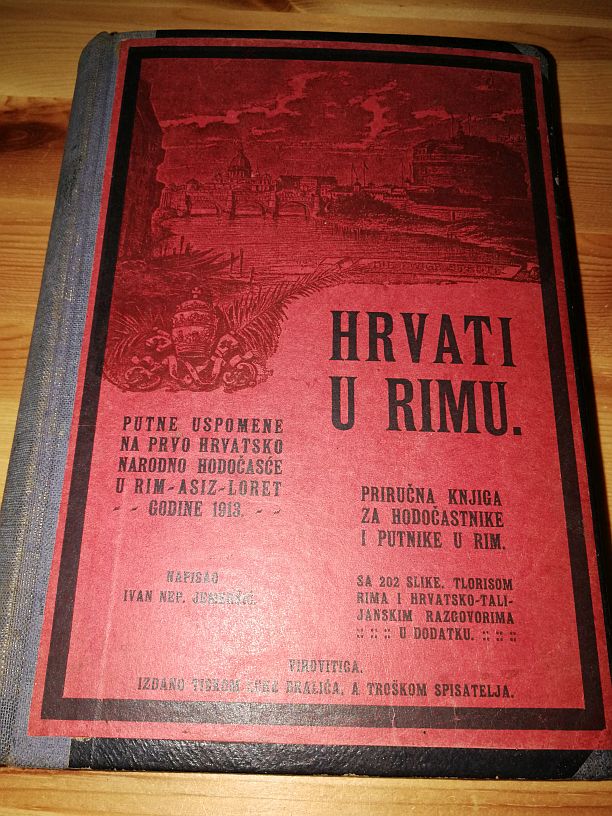 HRVATI
U RIMU.
PUTNE USPOMENE
NA PRVO HRVATSKO
NARODNO HODOČAŠĆE
U RIM-ASIZ-LORET
- - GODINE 1913. - -
PRIRUČNA KNJIGA
ZA HODOČASTNIKE
I PUTNIKE U RIM.
NAPISAO
IVAN NEP. JEMERŠIĆ.
SA 202 SLIKE, TLORISOM
RIMA I HRVATSKO-TALI-
JANSKIM RAZGOVORIMA
:: :: :: U DODATKU. :: :: ::
VIROVITICA.
IZDANO TISKOM DRALIĆA, A TROŠKOM SPISATELJA.